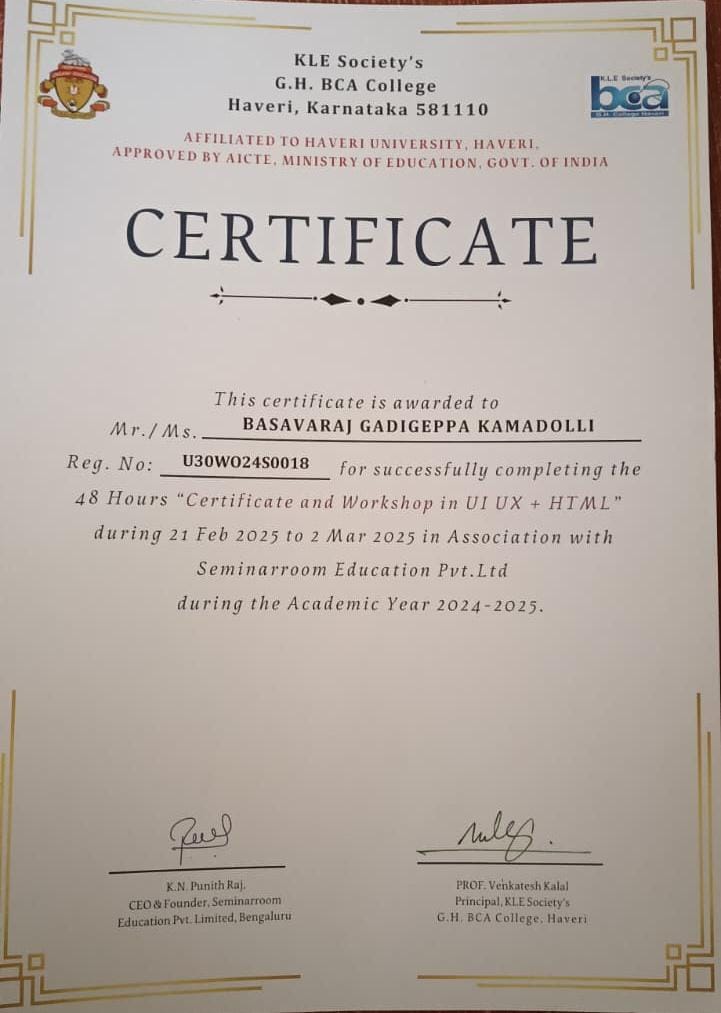 KLE Society's
G.H. BCA College
Haveri, Karnataka 581110
K.L.E Society's
bca
G.H. College Haveri
AFFILIATED TO HAVERI UNIVERSITY, HAVERI,
APPROVED BY AICTE, MINISTRY OF EDUCATION, GOVT. OF INDIA
CERTIFICATE
This certificate is awarded to
Mr./Ms. BASAVARAJ GADIGEPPA KAMADOLLI
Reg. No: U30WO24S0018 for successfully completing the
48 Hours “Certificate and Workshop in UI UX + HTML”
during 21 Feb 2025 to 2 Mar 2025 in Association with
Seminarroom Education Pvt.Ltd
during the Academic Year 2024-2025.
K.N. Punith Raj.
CEO & Founder, Seminarroom
Education Pvt. Limited, Bengaluru
PROF. Venkatesh Kalal
Principal, KLE Society's
G.H. BCA College, Haveri